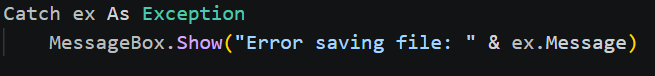 Catch ex As Exception
    MessageBox.Show("Error saving file: " & ex.Message)